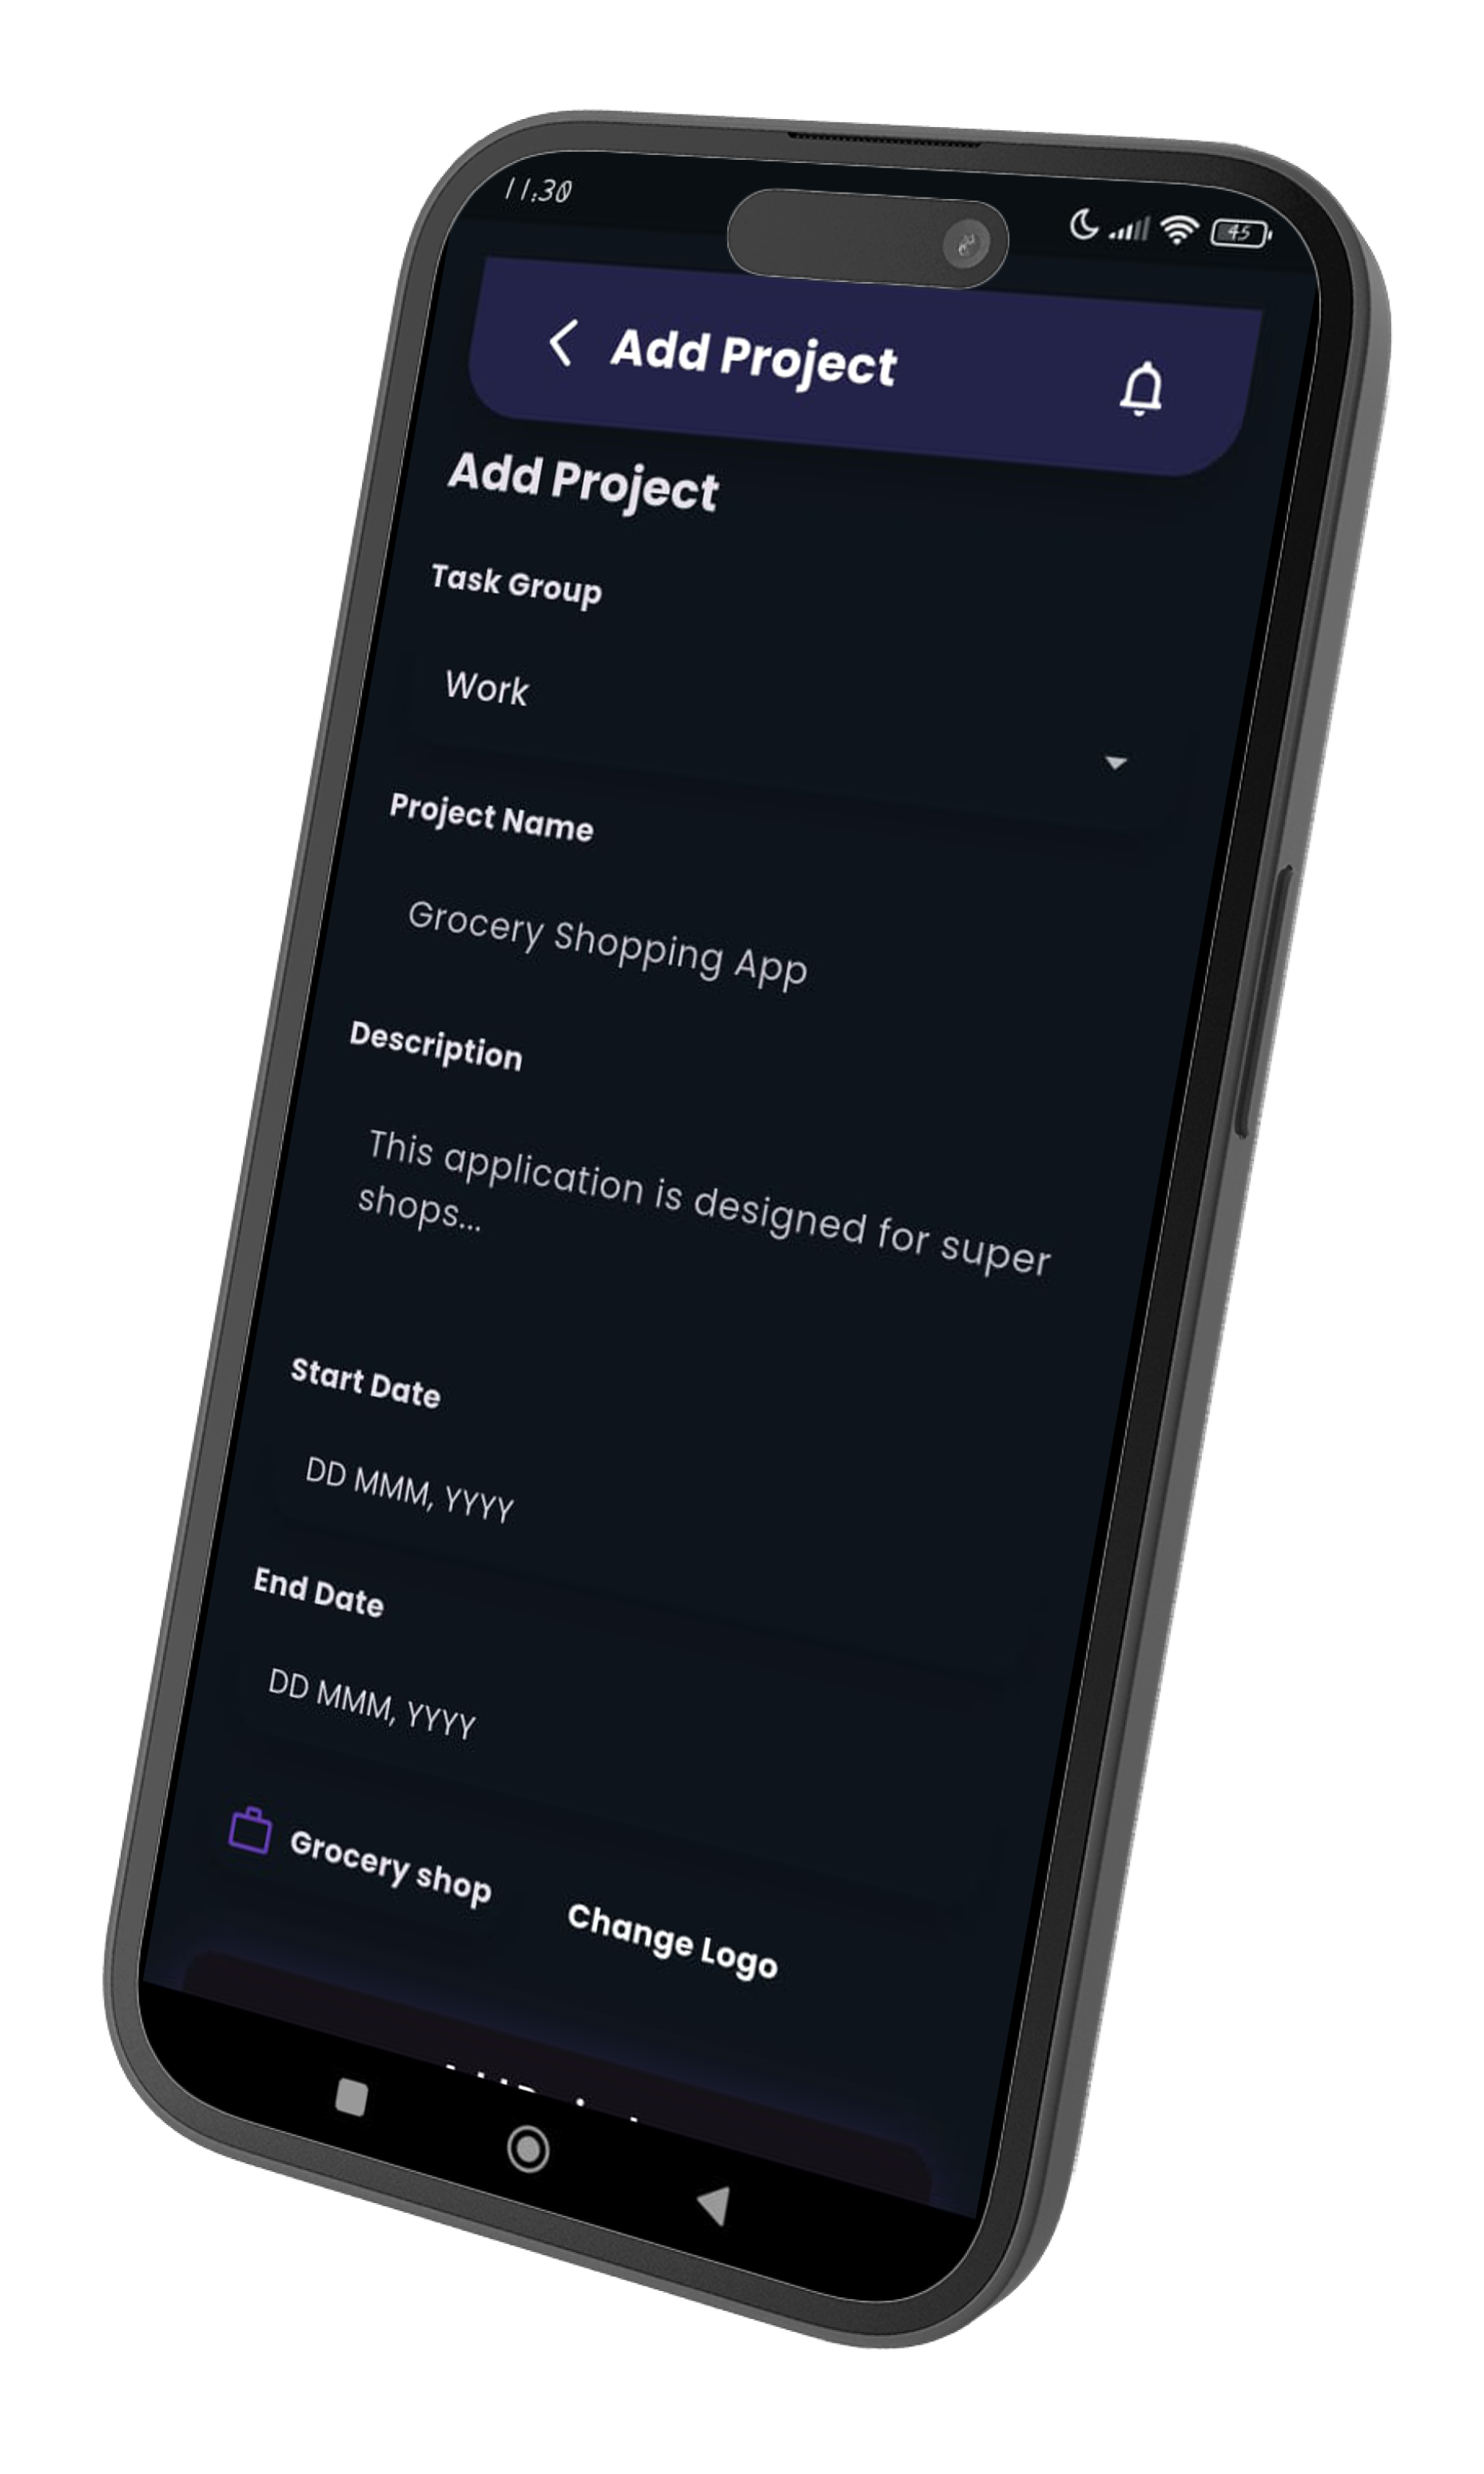 11:30
45
Add Project
Add Project
Task Group
Work
Project Name
Grocery Shopping App
Description
This application is designed for super
shops...
Start Date
DD MMM, YYYY
End Date
DD MMM, YYYY
Grocery shop
Change Logo